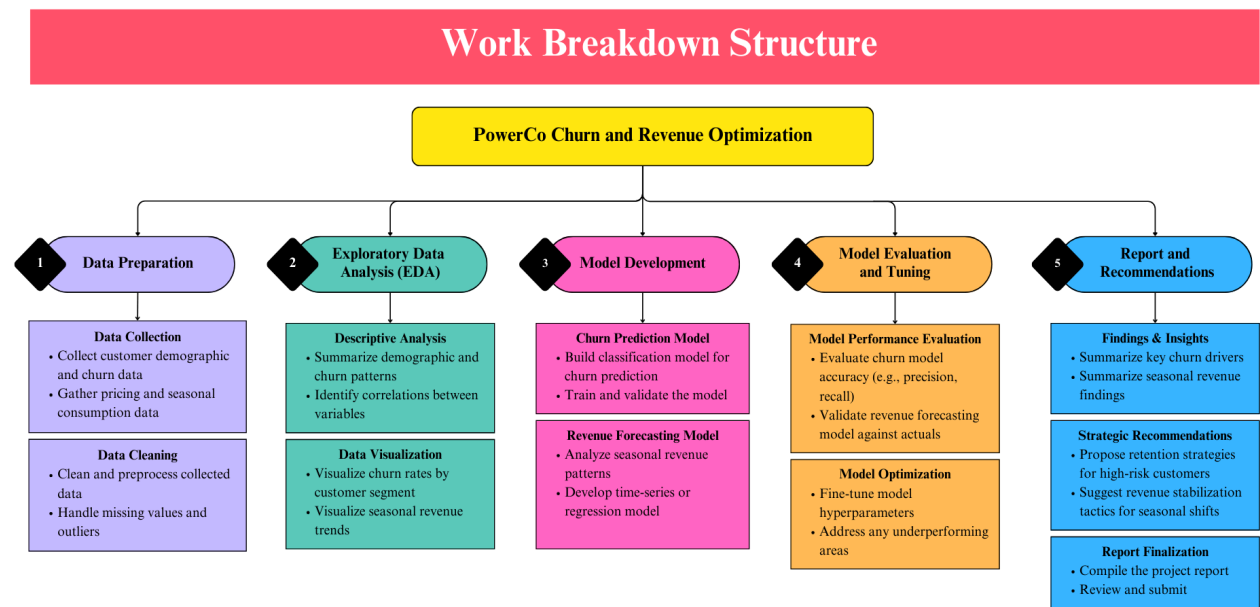 Work Breakdown Structure
PowerCo Churn and Revenue Optimization
1
Data Preparation
Data Collection
• Collect customer demographic
and churn data
• Gather pricing and seasonal
consumption data
Data Cleaning
• Clean and preprocess collected
data
• Handle missing values and
outliers
2
Exploratory Data
Analysis (EDA)
Descriptive Analysis
• Summarize demographic and
churn patterns
• Identify correlations between
variables
Data Visualization
• Visualize churn rates by
customer segment
• Visualize seasonal revenue
trends
3
Model Development
Churn Prediction Model
• Build classification model for
churn prediction
• Train and validate the model
Revenue Forecasting Model
• Analyze seasonal revenue
patterns
• Develop time-series or
regression model
4
Model Evaluation
and Tuning
Model Performance Evaluation
• Evaluate churn model
accuracy (e.g., precision,
recall)
• Validate revenue forecasting
model against actuals
Model Optimization
• Fine-tune model
hyperparameters
• Address any underperforming
areas
5
Report and
Recommendations
Findings & Insights
• Summarize key churn drivers
• Summarize seasonal revenue
findings
Strategic Recommendations
• Propose retention strategies
for high-risk customers
• Suggest revenue stabilization
tactics for seasonal shifts
Report Finalization
• Compile the project report
• Review and submit